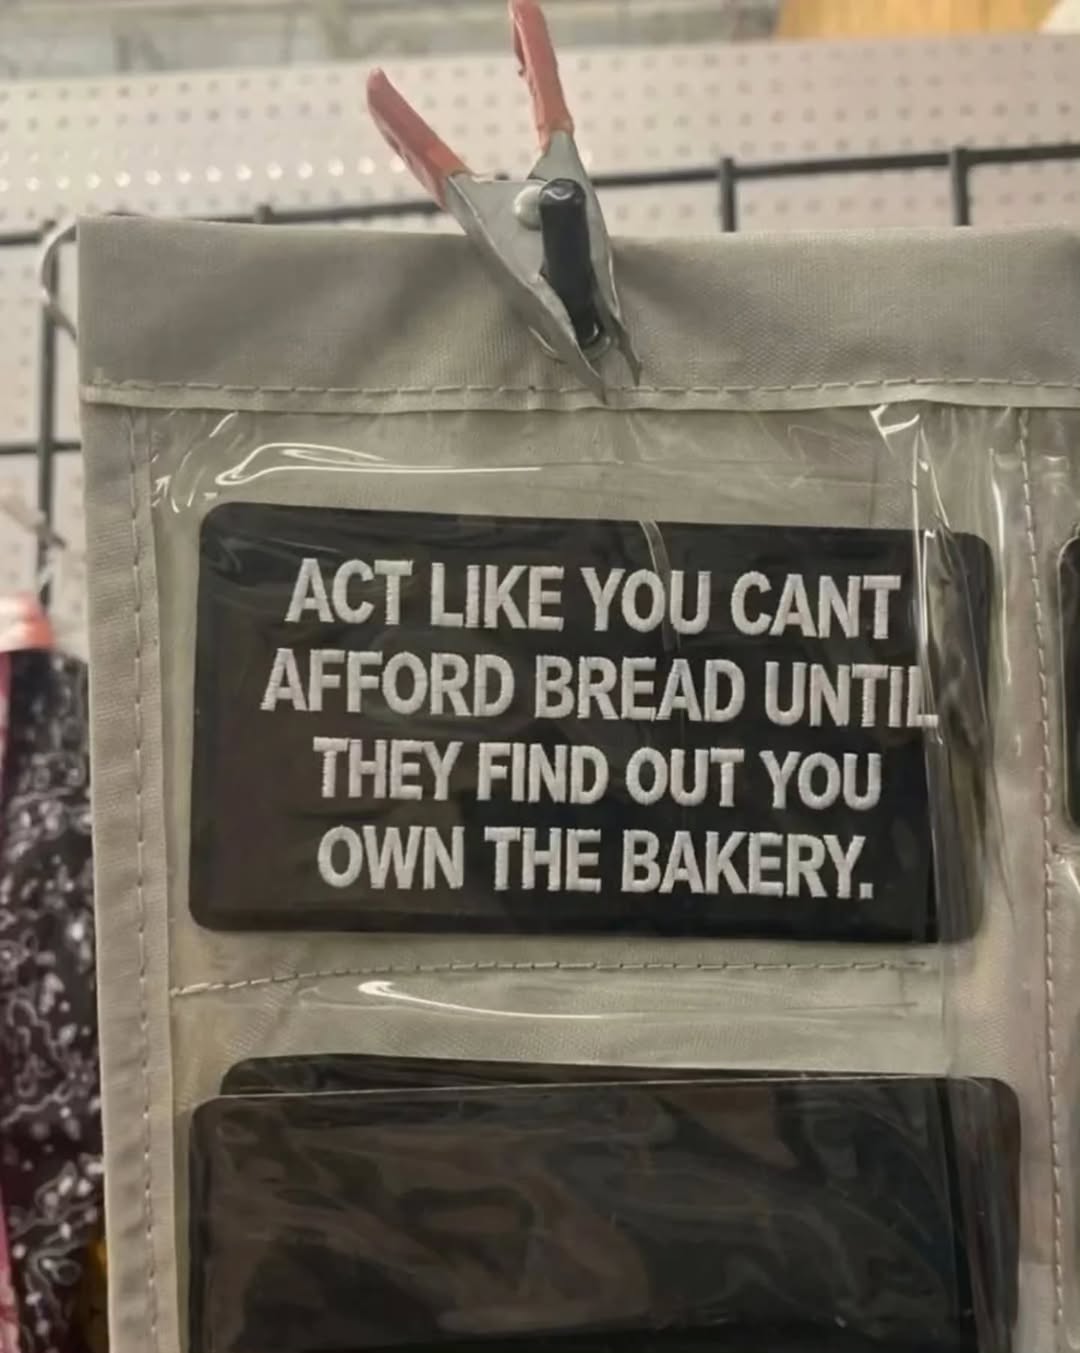 ACT LIKE YOU CANT
AFFORD BREAD UNTIL
THEY FIND OUT YOU
OWN THE BAKERY.